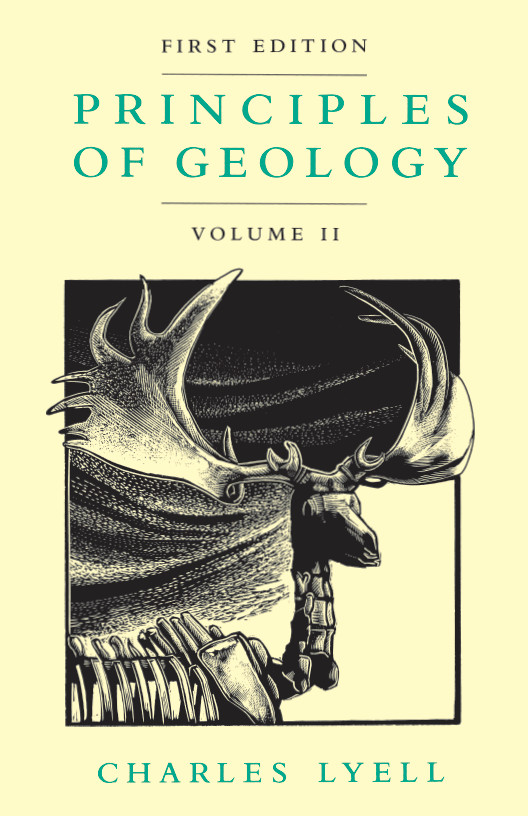 FIRST EDITION
PRINCIPLES
OF GEOLOGY
VOLUME II
CHARLES LYELL